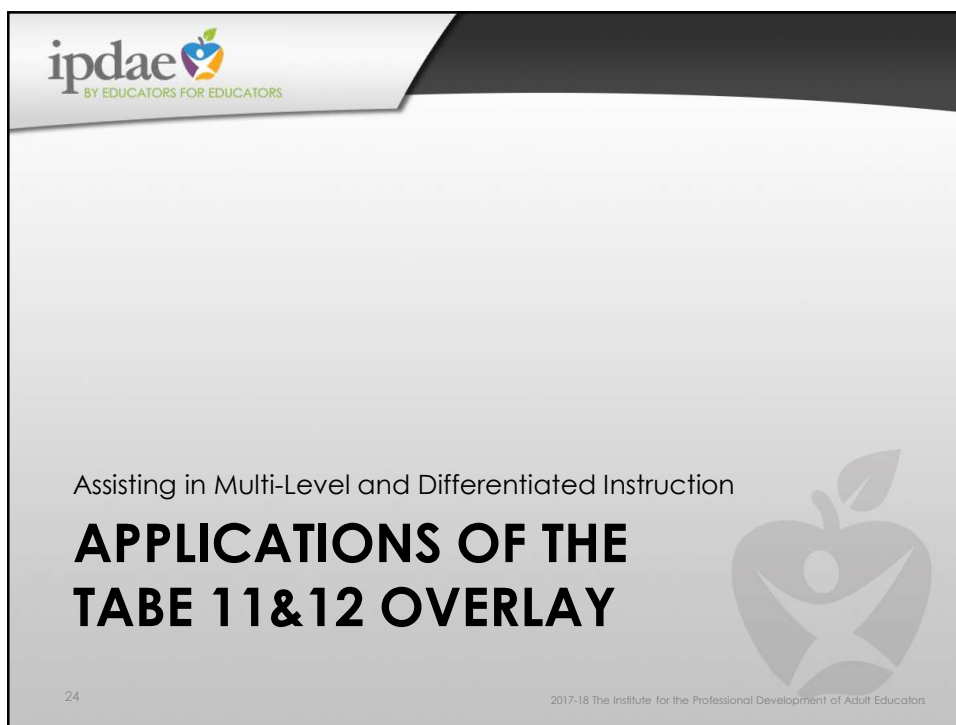 ipdae
BY EDUCATORS FOR EDUCATORS
Assisting in Multi-Level and Differentiated Instruction
APPLICATIONS OF THE
TABE 11&12 OVERLAY
24
2017-18 The Institute for the Professional Development of Adult Educators